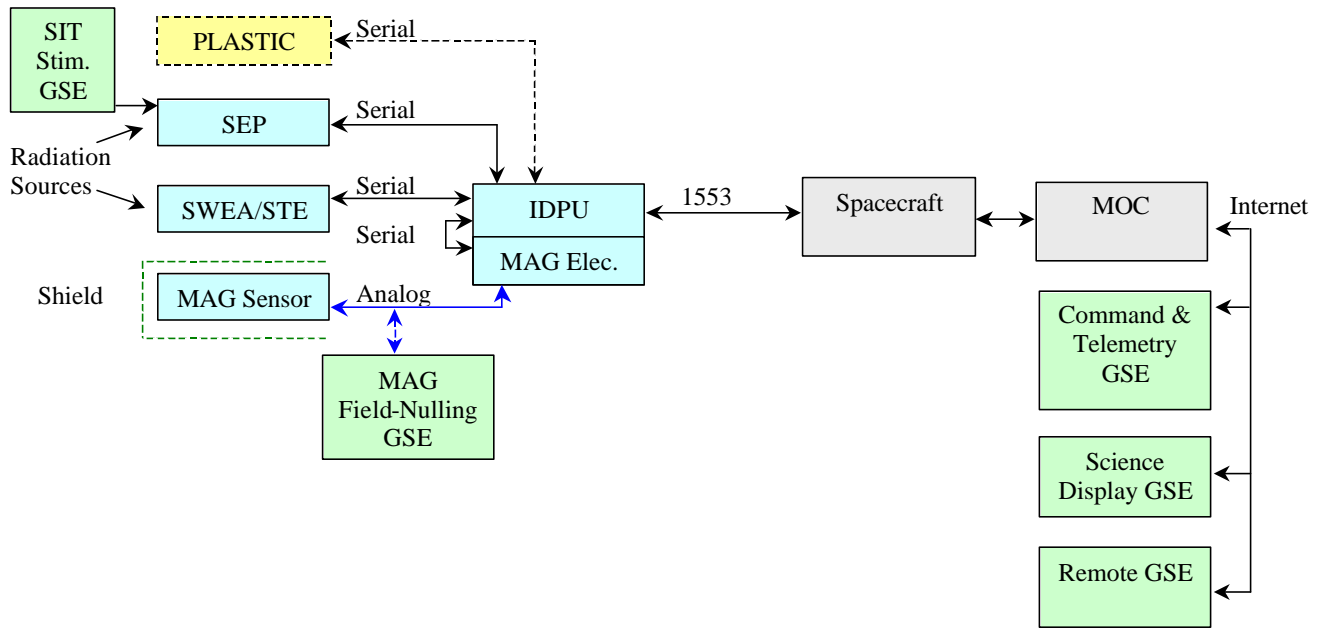 SIT
Stim.
GSE
PLASTIC
Serial
SEP
Serial
Radiation
Sources
SWEA/STE
Serial
Serial
IDPU
MAG Elec.
1553
Spacecraft
MOC
Internet
Shield
MAG Sensor
Analog
MAG
Field-Nulling
GSE
Command &
Telemetry
GSE
Science
Display GSE
Remote GSE